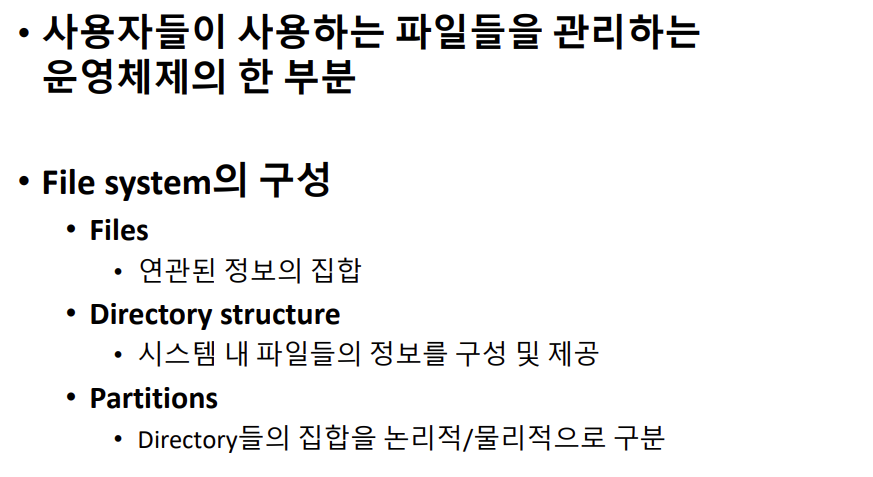 • 사용자들이 사용하는 파일들을 관리하는
운영체제의 한 부분
• File system의 구성
• Files
• 연관된 정보의 집합
• Directory structure
• 시스템 내 파일들의 정보를 구성 및 제공
• Partitions
• Directory들의 집합을 논리적/물리적으로 구분